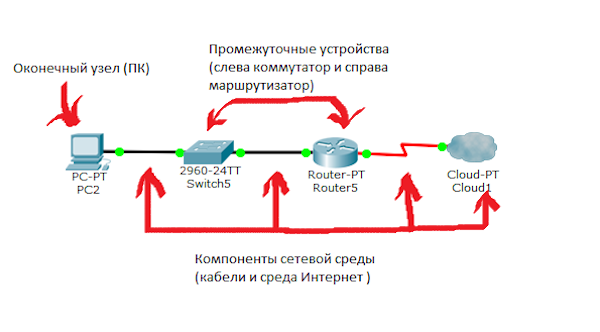 Промежуточные устройства
(слева коммутатор и справа
маршрутизатор)
Оконечный узел (ПК)
PC-PT
PC2
2960-24TT
Switch5
Router-PT
Router5
Cloud-PT
Cloud1
Компоненты сетевой среды
(кабели и среда Интернет )